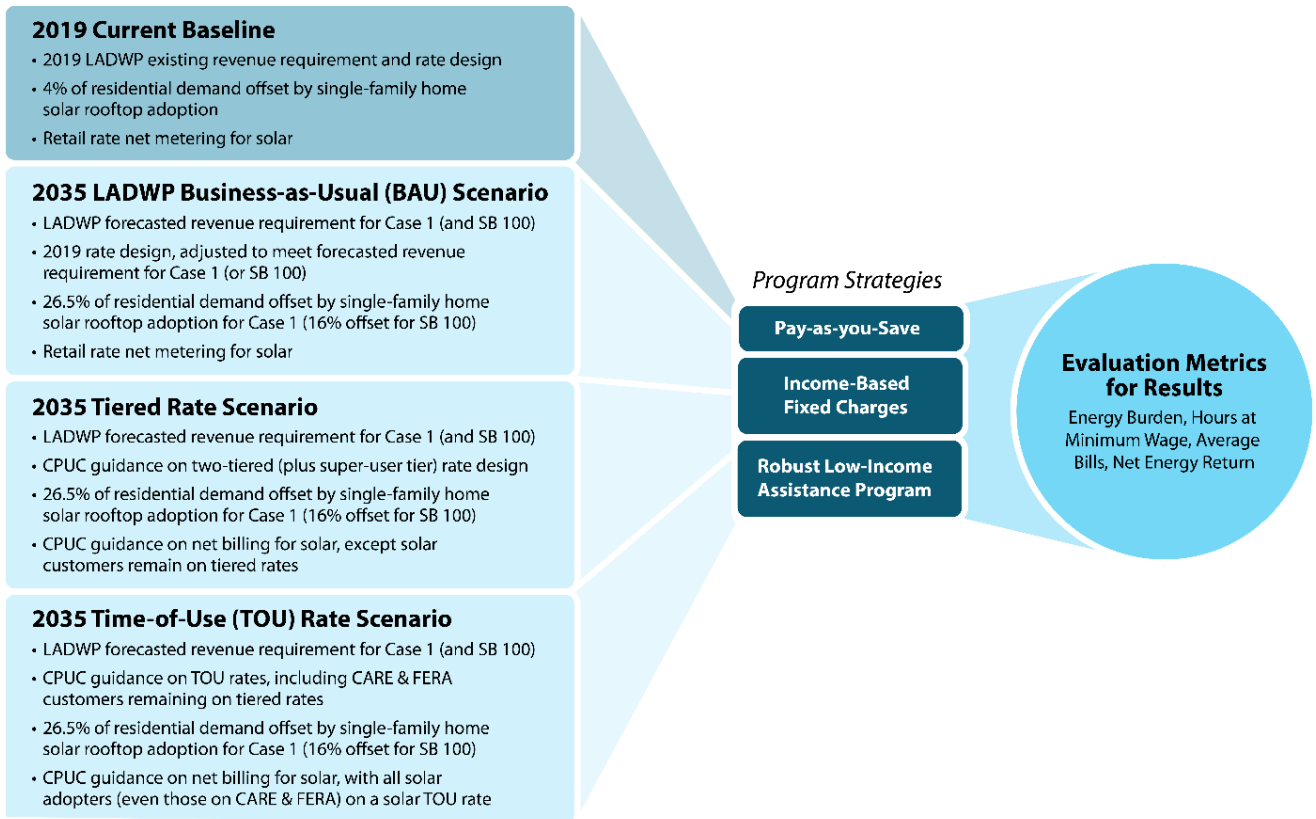 2019 Current Baseline
• 2019 LADWP existing revenue requirement and rate design
• 4% of residential demand offset by single-family home
solar rooftop adoption
• Retail rate net metering for solar
2035 LADWP Business-as-Usual (BAU) Scenario
• LADWP forecasted revenue requirement for Case 1 (and SB 100)
• 2019 rate design, adjusted to meet forecasted revenue
requirement for Case 1 (or SB 100)
• 26.5% of residential demand offset by single-family home
solar rooftop adoption for Case 1 (16% offset for SB 100)
• Retail rate net metering for solar
2035 Tiered Rate Scenario
• LADWP forecasted revenue requirement for Case 1 (and SB 100)
• CPUC guidance on two-tiered (plus super-user tier) rate design
• 26.5% of residential demand offset by single-family home
solar rooftop adoption for Case 1 (16% offset for SB 100)
• CPUC guidance on net billing for solar, except solar
customers remain on tiered rates
2035 Time-of-Use (TOU) Rate Scenario
• LADWP forecasted revenue requirement for Case 1 (and SB 100)
• CPUC guidance on TOU rates, including CARE & FERA
customers remaining on tiered rates
• 26.5% of residential demand offset by single-family home
solar rooftop adoption for Case 1 (16% offset for SB 100)
• CPUC guidance on net billing for solar, with all solar
adopters (even those on CARE & FERA) on a solar TOU rate
Program Strategies
Pay-as-you-Save
Income-Based
Fixed Charges
Robust Low-Income
Assistance Program
Evaluation Metrics
for Results
Energy Burden, Hours at
Minimum Wage, Average
Bills, Net Energy Return